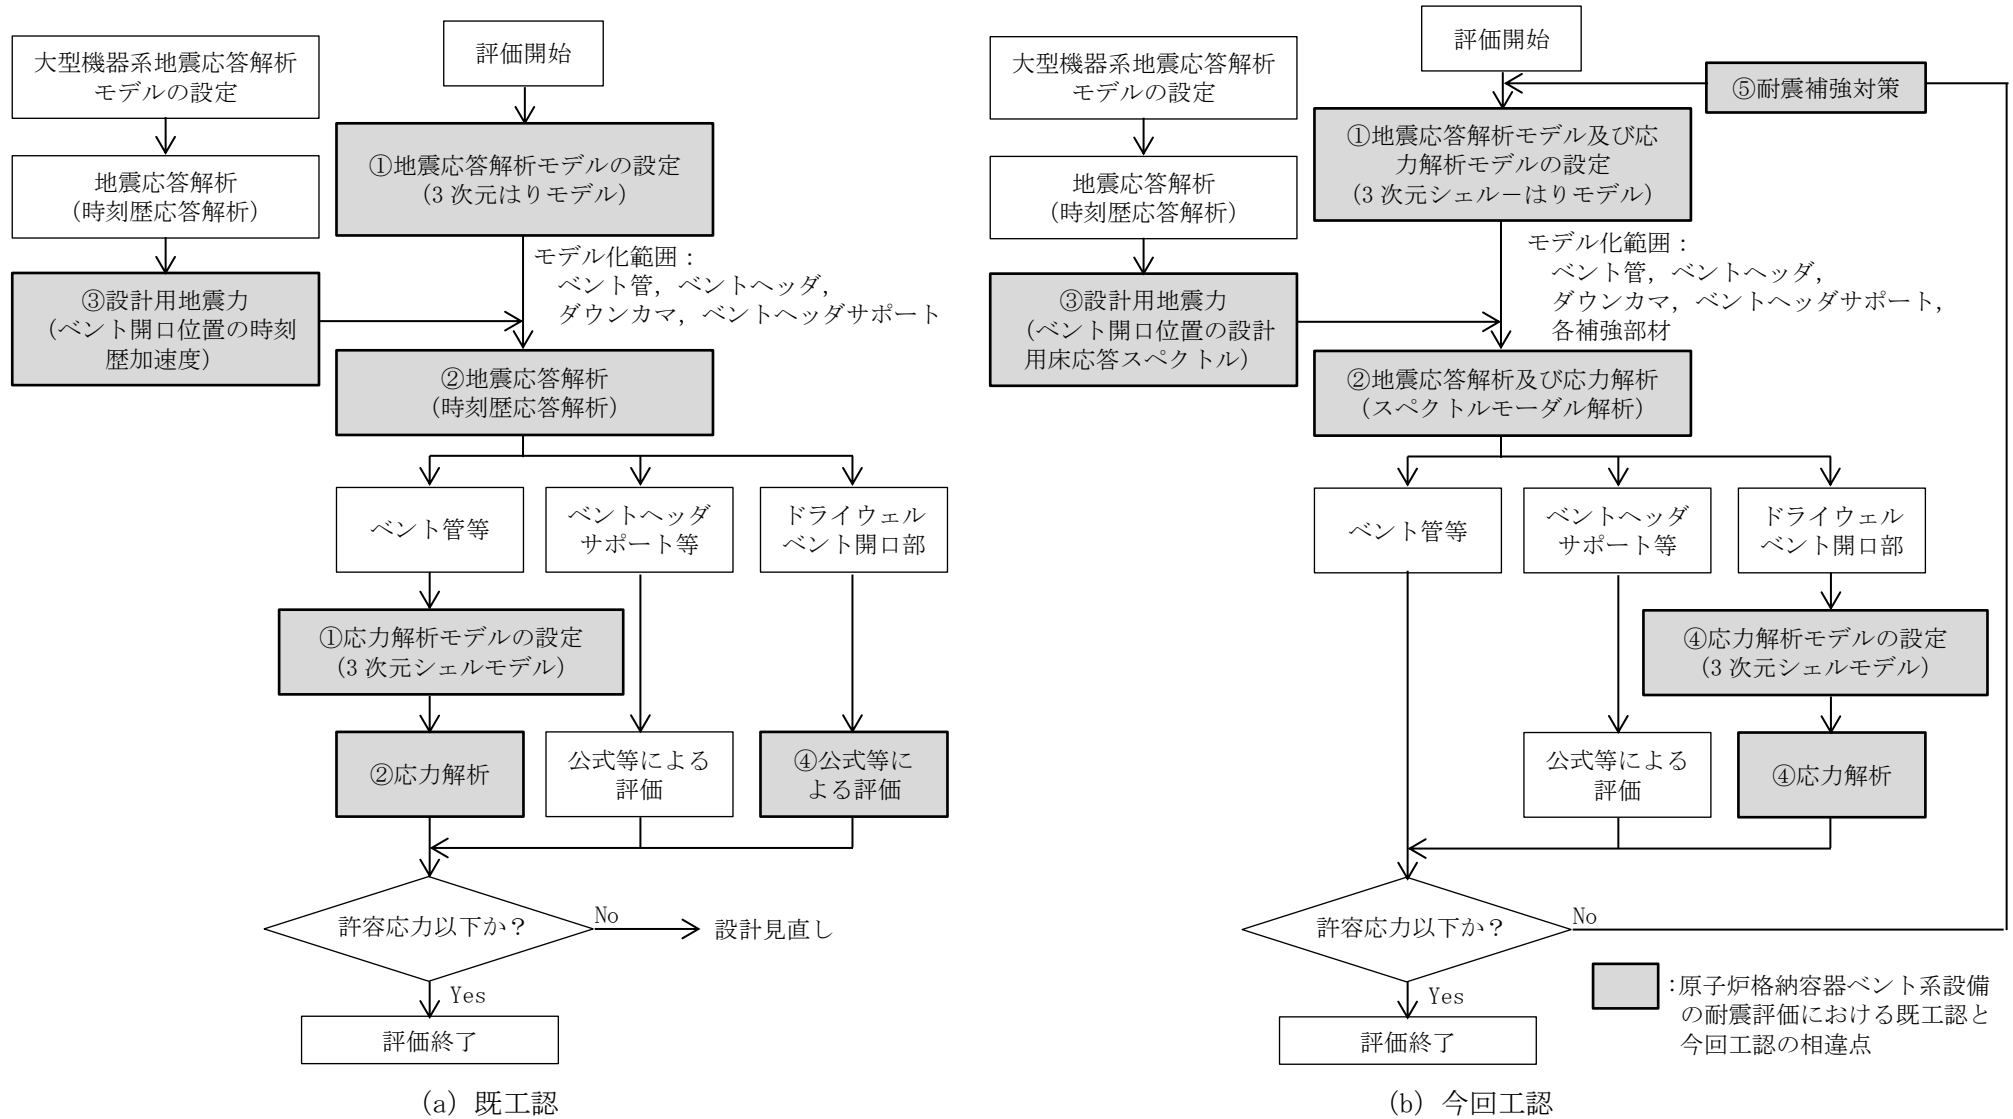 評価開始
大型機器系地震応答解析
モデルの設定
地震応答解析
（時刻歴応答解析）
③設計用地震力
（ベント開口位置の時刻
歴加速度）
①地震応答解析モデルの設定
（3 次元はりモデル）
モデル化範囲：
ベント管，ベントヘッダ，
ダウンカマ，ベントヘッダサポート
②地震応答解析
（時刻歴応答解析）
ベント管等
ベントヘッダ
サポート等
ドライウェル
ベント開口部
①応力解析モデルの設定
（3 次元シェルモデル）
②応力解析
公式等による
評価
④公式等に
よる評価
許容応力以下か？
No
設計見直し
Yes
評価終了
(a) 既工認
評価開始
大型機器系地震応答解析
モデルの設定
⑤耐震補強対策
地震応答解析
（時刻歴応答解析）
③設計用地震力
（ベント開口位置の設計
用床応答スペクトル）
①地震応答解析モデル及び応
力解析モデルの設定
（3 次元シェル－はりモデル）
モデル化範囲：
ベント管，ベントヘッダ，
ダウンカマ，ベントヘッダサポート，
各補強部材
②地震応答解析及び応力解析
（スペクトルモーダル解析）
ベント管等
ベントヘッダ
サポート等
ドライウェル
ベント開口部
④応力解析モデルの設定
（3 次元シェルモデル）
公式等による
評価
④応力解析
許容応力以下か？
No
Yes
評価終了
:原子炉格納容器ベント系設備
の耐震評価における既工認と
今回工認の相違点
(b) 今回工認